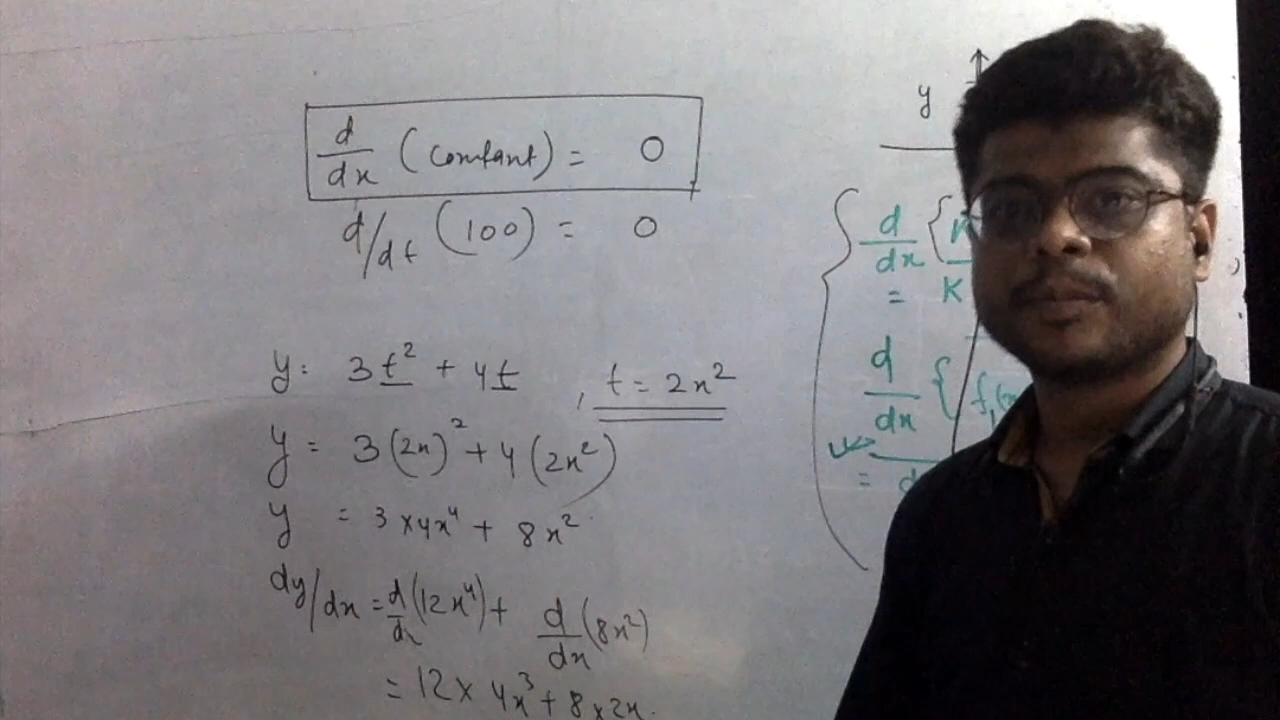 d/dx (constant) = 0
d/dt (100) = 0
y = 3t² + 4t , t = 2x²
y = 3(2x)² + 4(2x²)
y = 3×4x⁴ + 8x²
dy/dx = d/dx (12x⁴) + d/dx (8x²)
= 12 × 4x³ + 8×2x.
y
d/dx {
= K
d/dx { f₁(x
= d